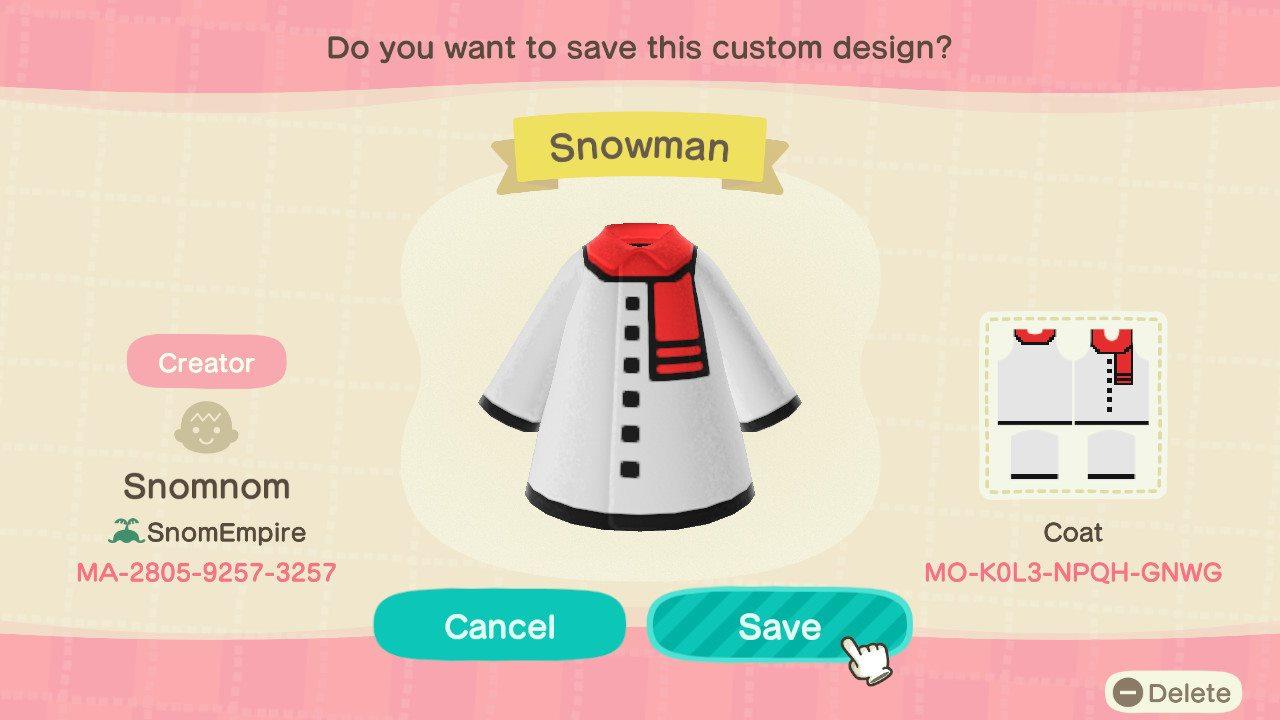 Do you want to save this custom design?
Snowman
Creator
Snomnom
SnomEmpire
MA-2805-9257-3257
Coat
MO-K0L3-NPQH-GNWG
Cancel
Save
Delete